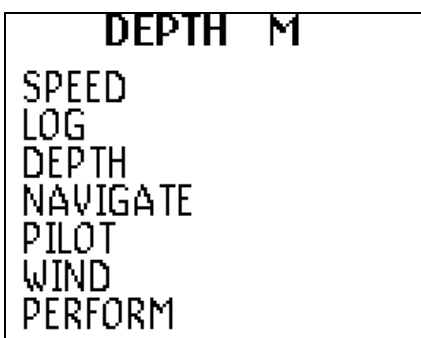 DEPTH M
SPEED
LOG
DEPTH
NAVIGATE
PILOT
WIND
PERFORM